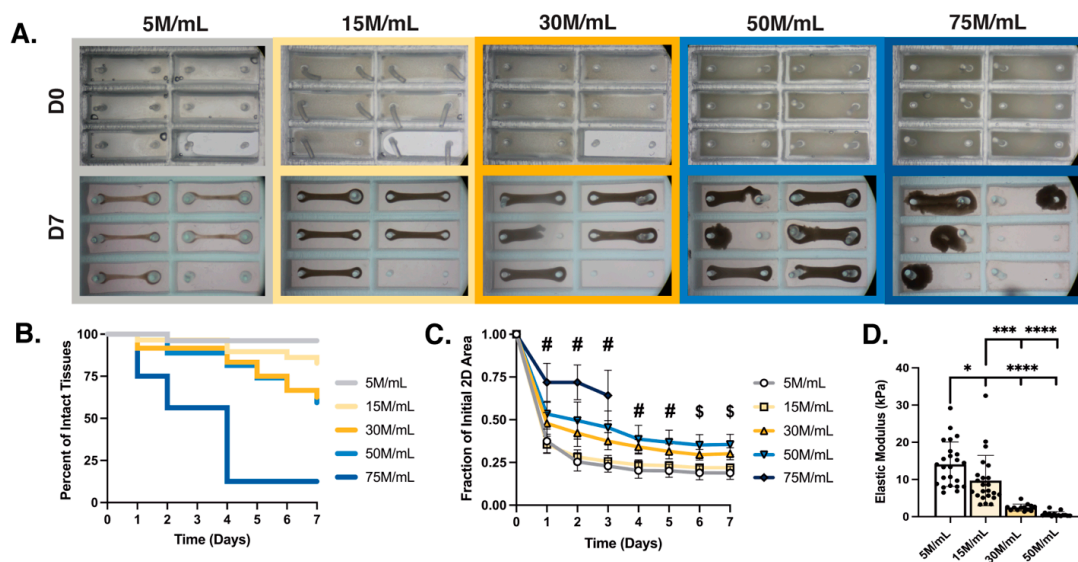 A.
5M/mL 15M/mL 30M/mL 50M/mL 75M/mL
D0
D7
B.
Percent of Intact Tissues
100
75
50
25
0
0 1 2 3 4 5 6 7
Time (Days)
5M/mL
15M/mL
30M/mL
50M/mL
75M/mL
C.
Fraction of Initial 2D Area
1.00
0.75
0.50
0.25
0.00
# # # # # $ $
0 1 2 3 4 5 6 7
Time (Days)
5M/mL
15M/mL
30M/mL
50M/mL
75M/mL
D.
*** ****
* ****
Elastic Modulus (kPa)
40
30
20
10
0
5M/mL
15M/mL
30M/mL
50M/mL